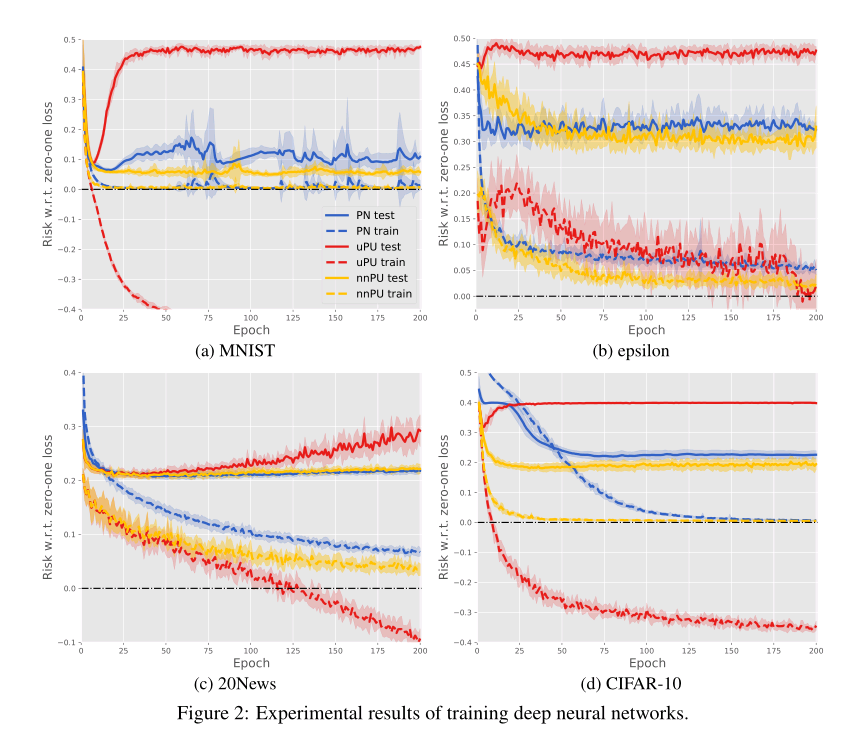 0.5
0.4
0.3
0.2
0.1
0.0
−0.1
−0.2
−0.3
−0.4
Risk w.r.t. zero-one loss
PN test
PN train
uPU test
uPU train
nnPU test
nnPU train
0 25 50 75 100 125 150 175 200
Epoch
(a) MNIST
0.50
0.45
0.40
0.35
0.30
0.25
0.20
0.15
0.10
0.05
0.00
Risk w.r.t. zero-one loss
0 25 50 75 100 125 150 175 200
Epoch
(b) epsilon
0.4
0.3
0.2
0.1
0.0
−0.1
Risk w.r.t. zero-one loss
0 25 50 75 100 125 150 175 200
Epoch
(c) 20News
0.5
0.4
0.3
0.2
0.1
0.0
−0.1
−0.2
−0.3
−0.4
Risk w.r.t. zero-one loss
0 25 50 75 100 125 150 175 200
Epoch
(d) CIFAR-10
Figure 2: Experimental results of training deep neural networks.